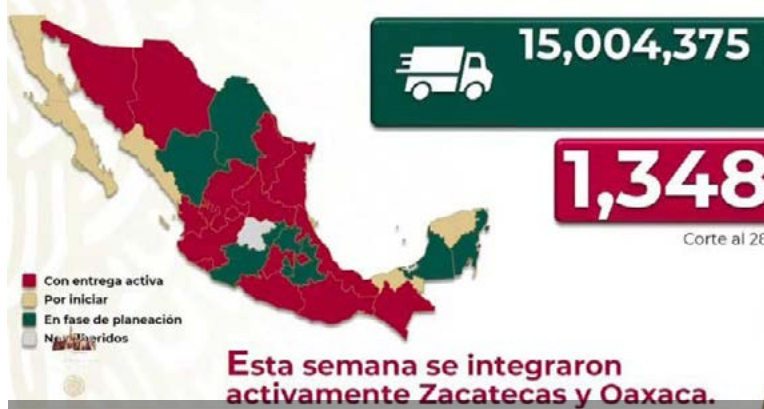 15,004,375
1,348
Corte al 28
Con entrega activa
Por iniciar
En fase de planeación
Esta semana se integraron
activamente Zacatecas y Oaxaca.